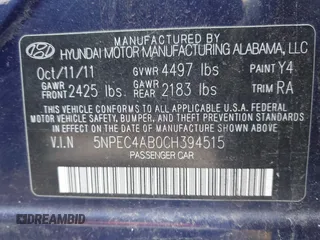 MANUFACTURED BY
HYUNDAI MOTOR MANUFACTURING ALABAMA, LLC
Oct/11/11 GVWR 4497 lbs PAINT Y4
GAWR FRONT 2425 lbs GAWR REAR 2183 lbs TRIM RA
THIS VEHICLE CONFORMS TO ALL APPLICABLE U.S.
FEDERAL MOTOR VEHICLE SAFETY, BUMPER, AND
THEFT PREVENTION STANDARDS IN EFFECT ON
THE DATE OF MANUFACTURE SHOWN ABOVE.
V.I.N 5NPEC4AB0CH394515
PASSENGER CAR
DREAMBID